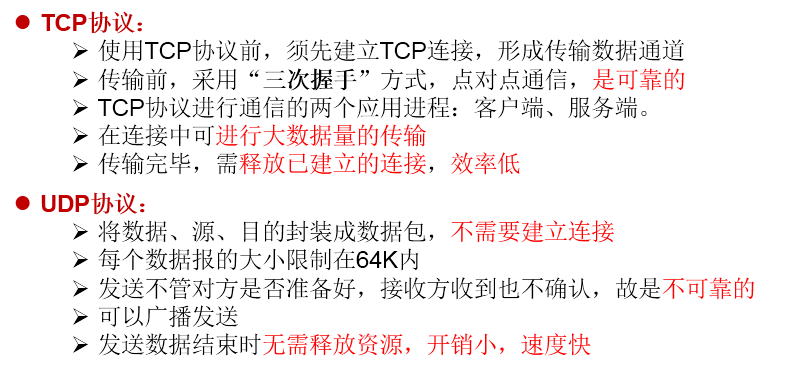 ● TCP协议：
➢ 使用TCP协议前，须先建立TCP连接，形成传输数据通道
➢ 传输前，采用“三次握手”方式，点对点通信，是可靠的
➢ TCP协议进行通信的两个应用进程：客户端、服务端。
➢ 在连接中可进行大数据量的传输
➢ 传输完毕，需释放已建立的连接，效率低
● UDP协议：
➢ 将数据、源、目的封装成数据包，不需要建立连接
➢ 每个数据报的大小限制在64K内
➢ 发送不管对方是否准备好，接收方收到也不确认，故是不可靠的
➢ 可以广播发送
➢ 发送数据结束时无需释放资源，开销小，速度快